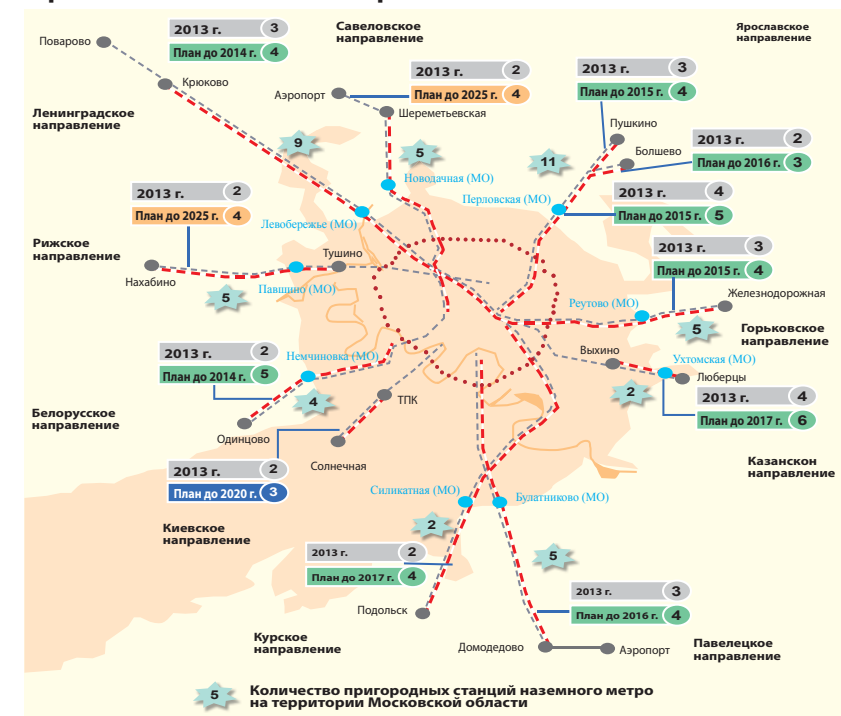 Савеловское
направление
Ярославское
направление
2013 г. 3
План до 2014 г. 4
Поварово
Крюково
2013 г. 2
План до 2025 г. 4
Аэропорт
Шереметьевская
2013 г. 3
План до 2015 г. 4
Пушкино
2013 г. 2
План до 2016 г. 3
Болшево
Ленинградское
направление
9
5
11
Новодачная (МО)
Перловская (МО)
2013 г. 4
План до 2015 г. 5
2013 г. 2
План до 2025 г. 4
Левобережье (МО)
Рижское
направление
Тушино
Нахабино
Павшино (МО)
5
2013 г. 3
План до 2015 г. 4
Реутово (МО)
Железнодорожная
5
Горьковское
направление
2013 г. 2
План до 2014 г. 5
Немчиновка (МО)
4
Выхино
Ухтомская (МО)
Люберцы
2
2013 г. 4
План до 2017 г. 6
ТПК
Белорусское
направление
Одинцово
Солнечная
Казанскон
направление
2013 г. 2
План до 2020 г. 3
Силикатная (МО)
Булатниково (МО)
Киевское
направление
2
5
2013 г. 2
План до 2017 г. 4
2013 г. 3
План до 2016 г. 4
Подольск
Курское
направление
Домодедово
Аэропорт
Павелецкое
направление
5
Количество пригородных станций наземного метро
на территории Московской области